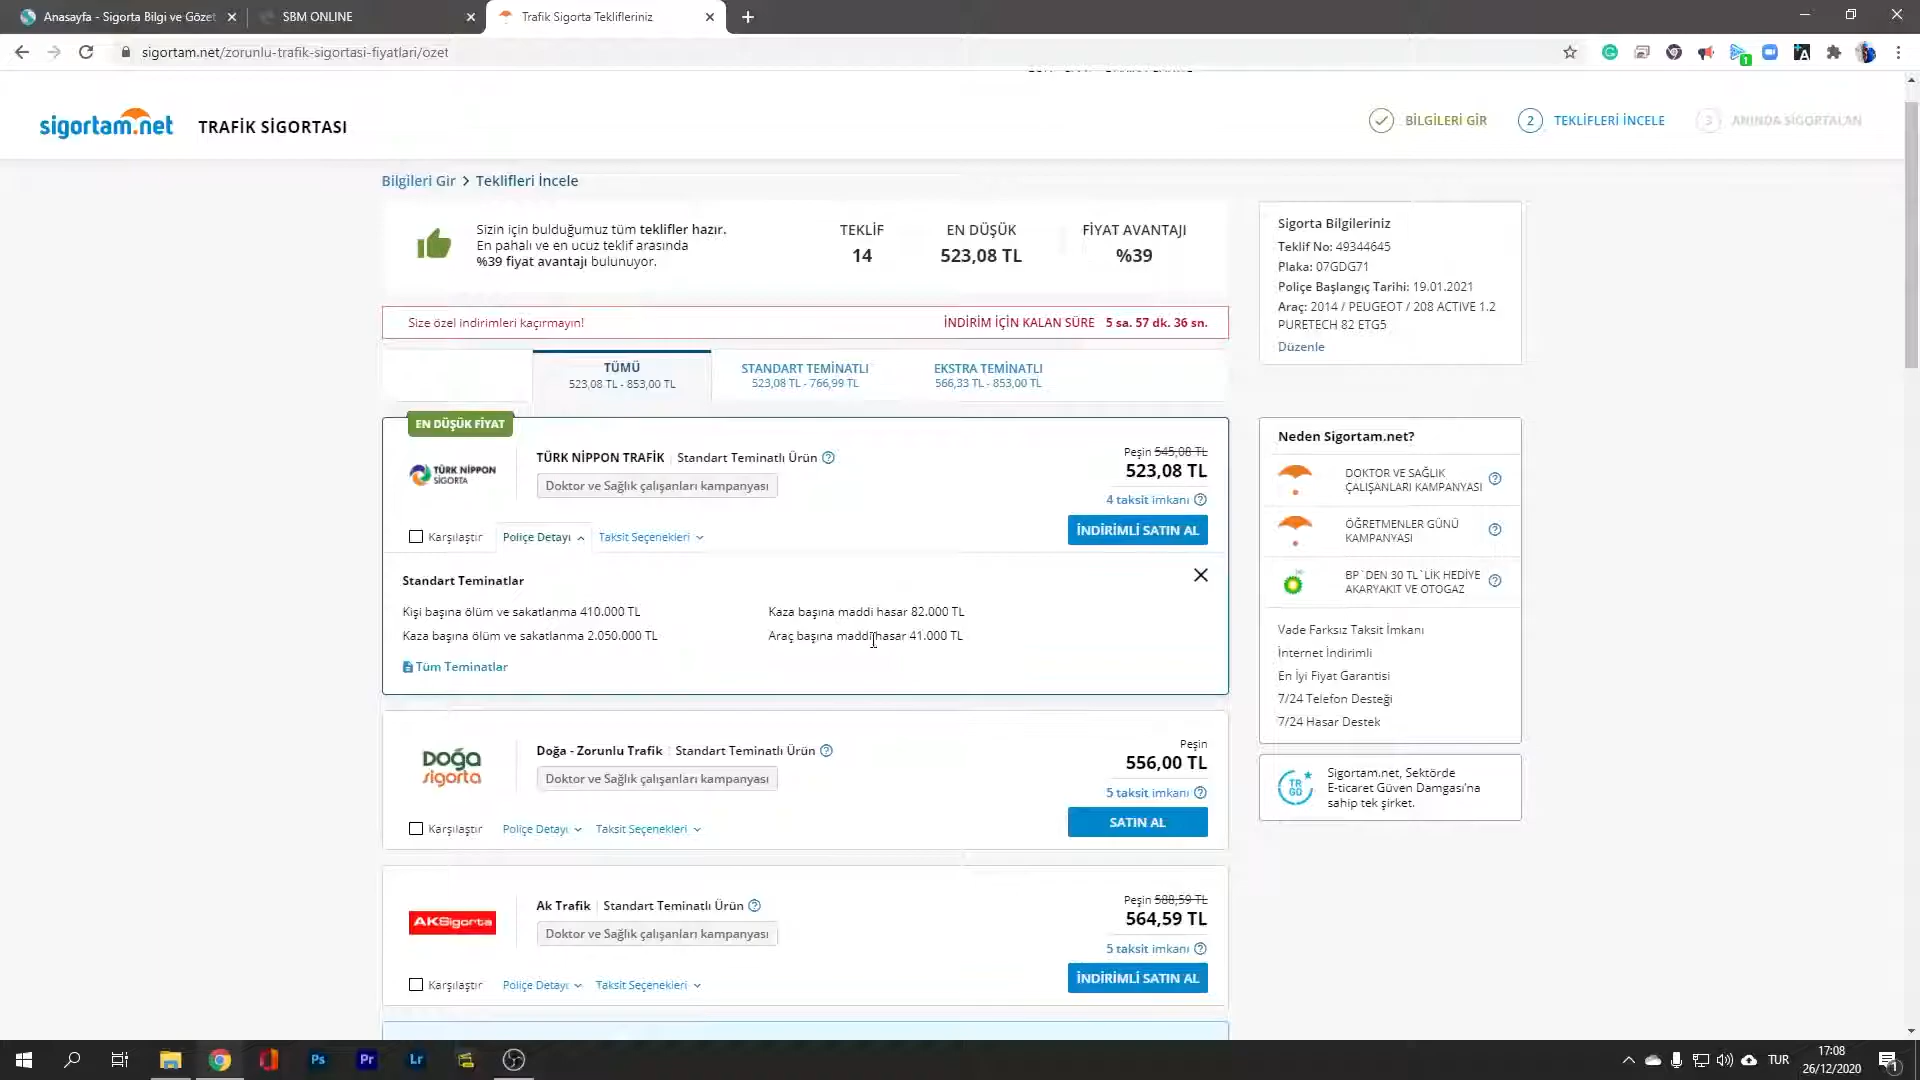 Anasayfa - Sigorta Bilgi ve Gözet
SBM ONLINE
Trafik Sigorta Teklifleriniz
sigortam.net/zorunlu-trafik-sigortasi-fiyatlari/ozet
sigortam.net
TRAFİK SİGORTASI
BİLGİLERİ GİR
2 TEKLİFLERİ İNCELE
3 ANINDA SİGORTALAN
Bilgileri Gir > Teklifleri İncele
Sizin için bulduğumuz tüm teklifler hazır.
En pahalı ve en ucuz teklif arasında
%39 fiyat avantajı bulunuyor.
TEKLİF
14
EN DÜŞÜK
523,08 TL
FİYAT AVANTAJI
%39
Size özel indirimleri kaçırmayın!
İNDİRİM İÇİN KALAN SÜRE 5 sa. 57 dk. 36 sn.
TÜMÜ
523,08 TL - 853,00 TL
STANDART TEMİNATLI
523,08 TL - 766,99 TL
EKSTRA TEMİNATLI
566,33 TL - 853,00 TL
EN DÜŞÜK FİYAT
TÜRK NIPPON
SİGORTA
TÜRK NİPPON TRAFİK Standart Teminatlı Ürün
Doktor ve Sağlık çalışanları kampanyası
Peşin 545,08 TL
523,08 TL
4 taksit imkanı
İNDİRİMLİ SATIN AL
Karşılaştır
Poliçe Detayı
Taksit Seçenekleri
Standart Teminatlar
Kişi başına ölüm ve sakatlanma 410.000 TL
Kaza başına maddi hasar 82.000 TL
Kaza başına ölüm ve sakatlanma 2.050.000 TL
Araç başına maddi hasar 41.000 TL
Tüm Teminatlar
DOĞA
sigorta
Doğa - Zorunlu Trafik Standart Teminatlı Ürün
Doktor ve Sağlık çalışanları kampanyası
Peşin
556,00 TL
5 taksit imkanı
SATIN AL
Karşılaştır
Poliçe Detayı
Taksit Seçenekleri
AKSigorta
Ak Trafik Standart Teminatlı Ürün
Doktor ve Sağlık çalışanları kampanyası
Peşin 588,59 TL
564,59 TL
5 taksit imkanı
İNDİRİMLİ SATIN AL
Karşılaştır
Poliçe Detayı
Taksit Seçenekleri
Sigorta Bilgileriniz
Teklif No: 49344645
Plaka: 07GDG71
Poliçe Başlangıç Tarihi: 19.01.2021
Araç: 2014 / PEUGEOT / 208 ACTIVE 1.2
PURETECH 82 ETG5
Düzenle
Neden Sigortam.net?
DOKTOR VE SAĞLIK
ÇALIŞANLARI KAMPANYASI
ÖĞRETMENLER GÜNÜ
KAMPANYASI
BP`DEN 30 TL`LİK HEDİYE
AKARYAKIT VE OTOGAZ
Vade Farksız Taksit İmkanı
İnternet İndirimli
En İyi Fiyat Garantisi
7/24 Telefon Desteği
7/24 Hasar Destek
TR
GO
Sigortam.net, Sektörde
E-ticaret Güven Damgası'na
sahip tek şirket.
Ps
Pr
Lr
TUR
17:08
26/12/2020
1